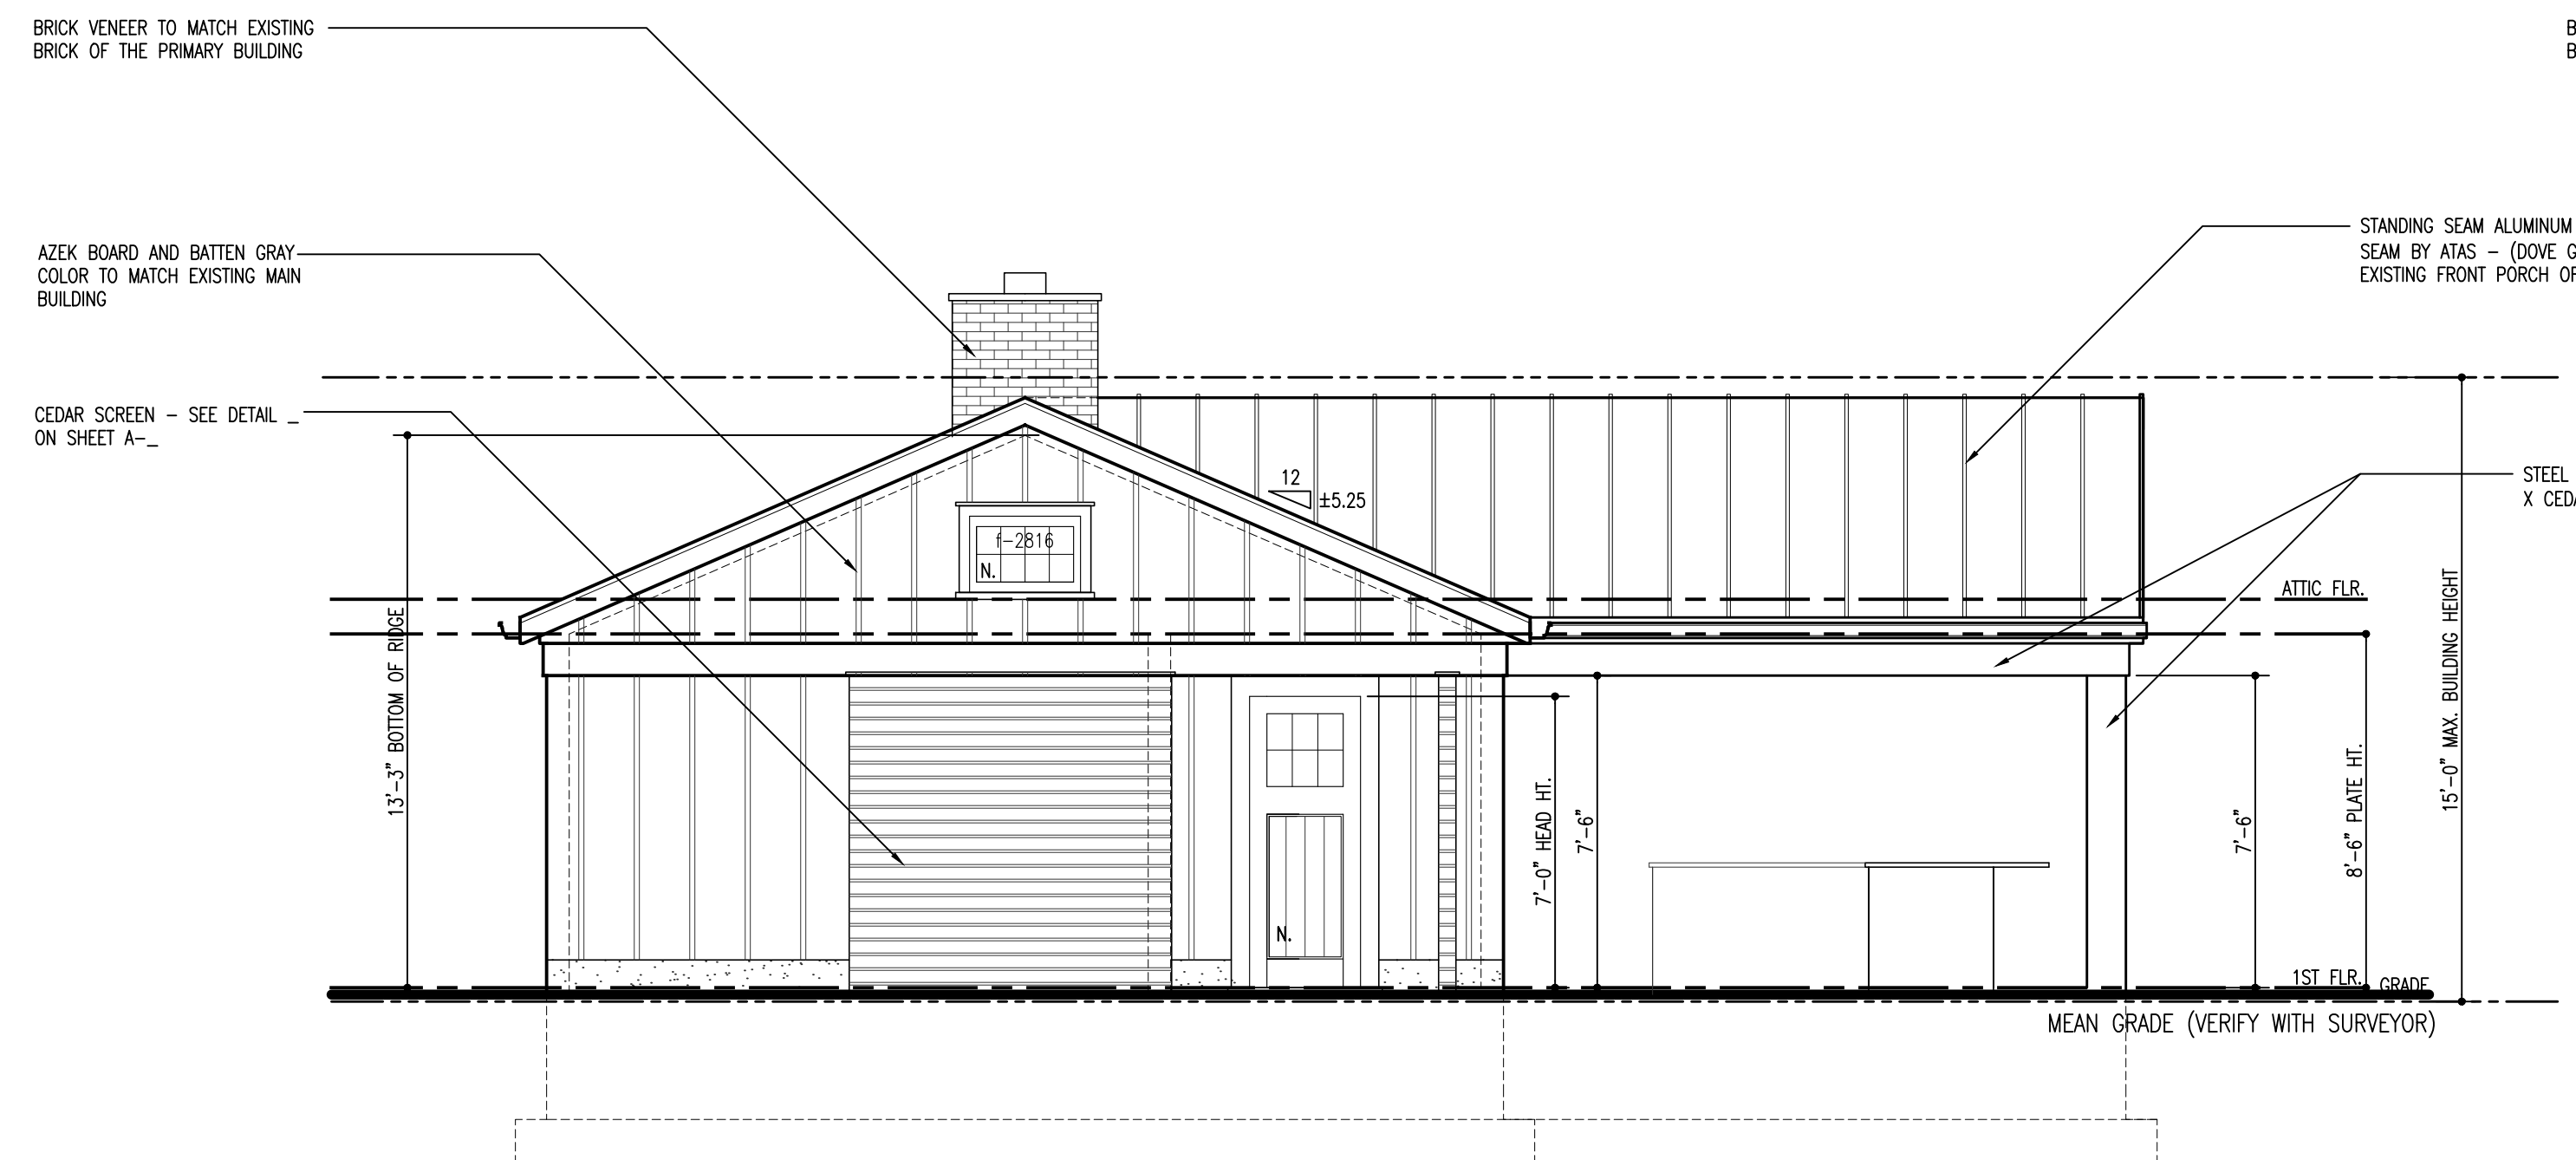 BRICK VENEER TO MATCH EXISTING
BRICK OF THE PRIMARY BUILDING
AZEK BOARD AND BATTEN GRAY
COLOR TO MATCH EXISTING MAIN
BUILDING
CEDAR SCREEN - SEE DETAIL _
ON SHEET A-_
B
B
STANDING SEAM ALUMINUM
SEAM BY ATAS - (DOVE G
EXISTING FRONT PORCH OF
STEEL
X CEDA
12
±5.25
f-2816
N.
ATTIC FLR.
13'-3" BOTTOM OF RIDGE
7'-0" HEAD HT.
7'-6"
7'-6"
8'-6" PLATE HT.
15'-0" MAX. BUILDING HEIGHT
N.
1ST FLR.
GRADE
MEAN GRADE (VERIFY WITH SURVEYOR)